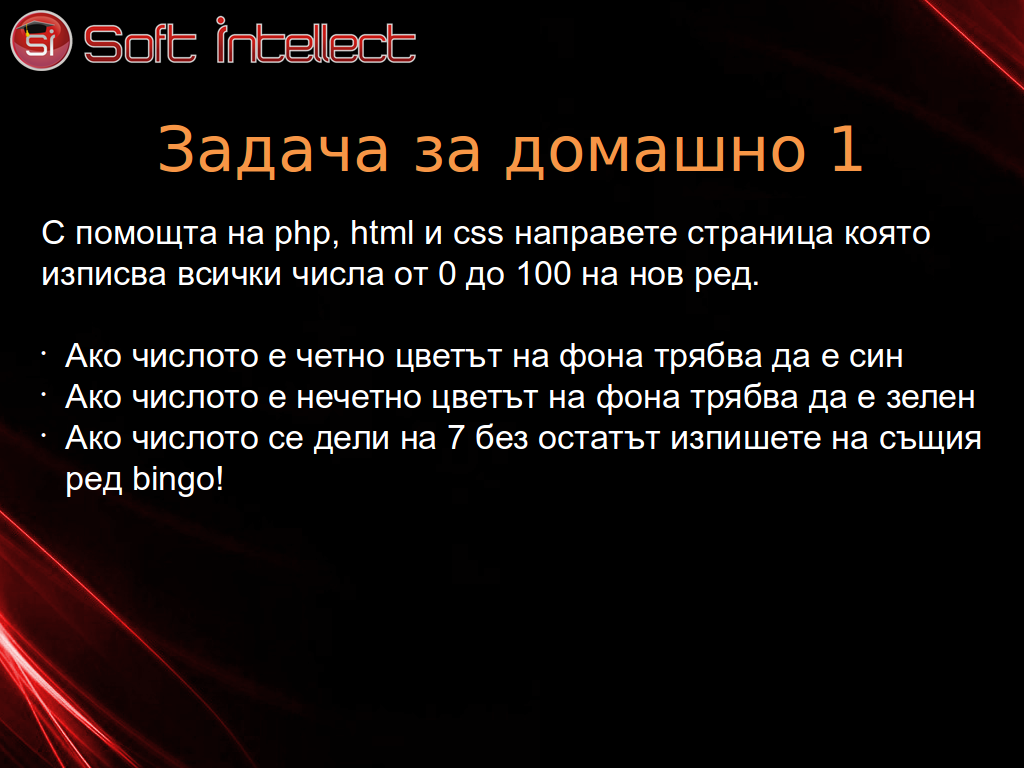 Si Soft Intellect
Задача за домашно 1
С помощта на php, html и css направете страница която
изписва всички числа от 0 до 100 на нов ред.
· Ако числото е четно цветът на фона трябва да е син
· Ако числото е нечетно цветът на фона трябва да е зелен
· Ако числото се дели на 7 без остатът изпишете на същия
ред bingo!